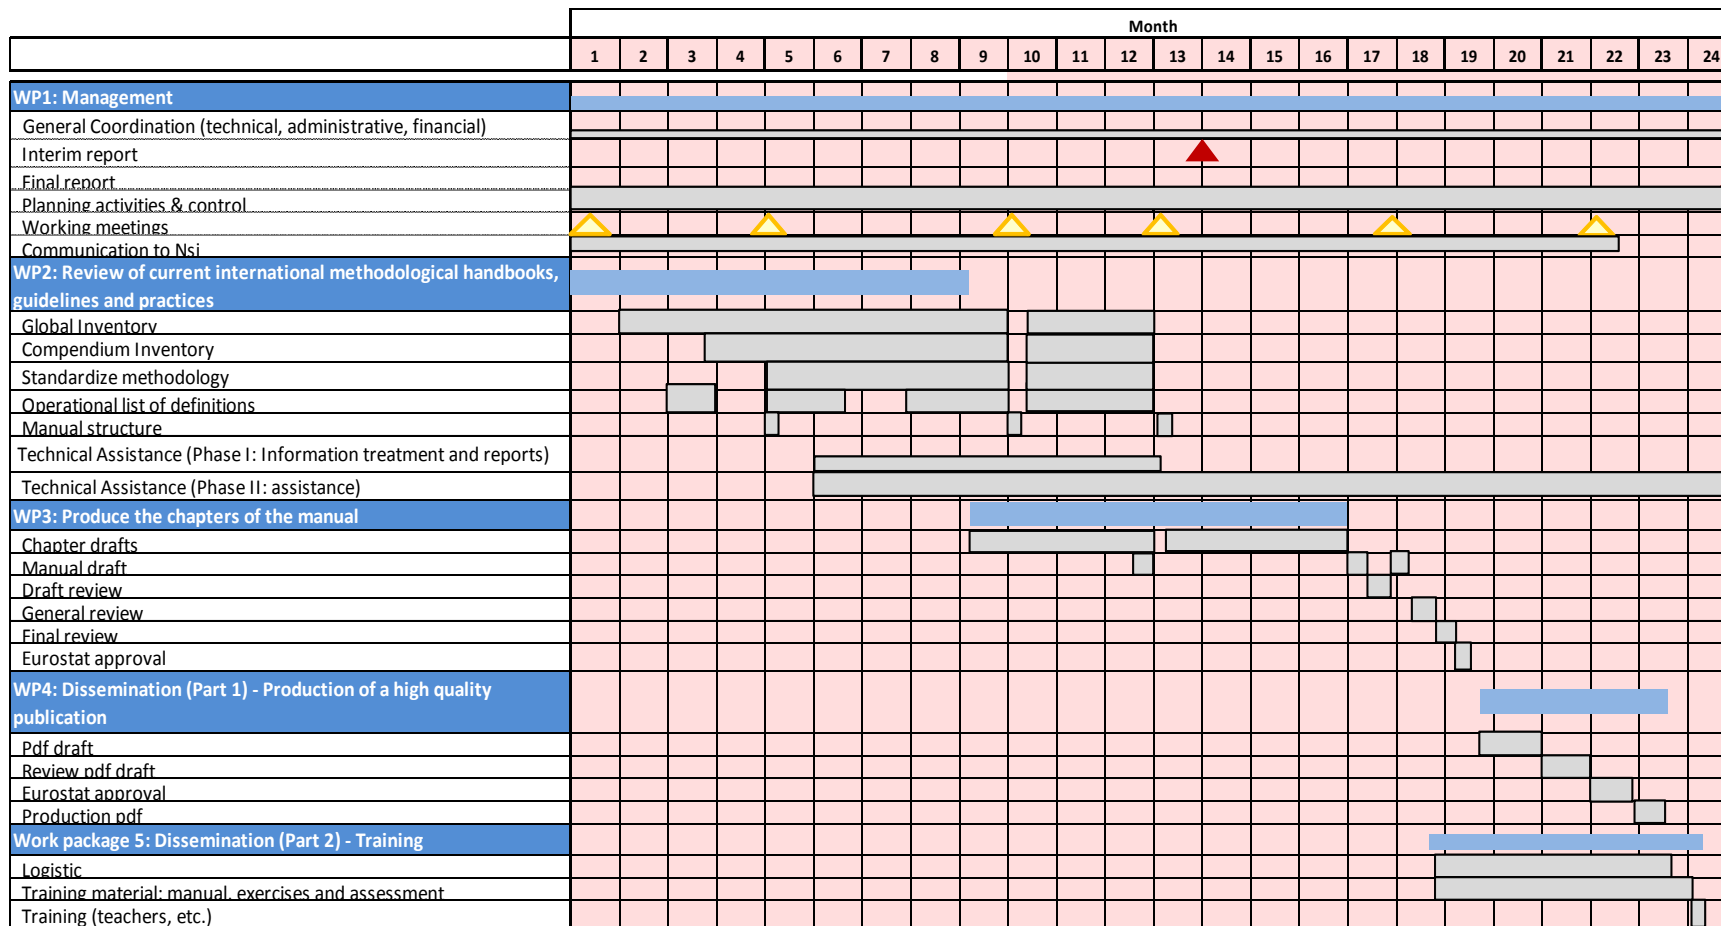 Month
1 2 3 4 5 6 7 8 9 10 11 12 13 14 15 16 17 18 19 20 21 22 23 24
WP1: Management
General Coordination (technical, administrative, financial)
Interim report
Final report
Planning activities & control
Working meetings
Communication to Nsi
WP2: Review of current international methodological handbooks,
guidelines and practices
Global Inventory
Compendium Inventory
Standardize methodology
Operational list of definitions
Manual structure
Technical Assistance (Phase I: Information treatment and reports)
Technical Assistance (Phase II: assistance)
WP3: Produce the chapters of the manual
Chapter drafts
Manual draft
Draft review
General review
Final review
Eurostat approval
WP4: Dissemination (Part 1) - Production of a high quality
publication
Pdf draft
Review pdf draft
Eurostat approval
Production pdf
Work package 5: Dissemination (Part 2) - Training
Logistic
Training material: manual, exercises and assessment
Training (teachers, etc.)